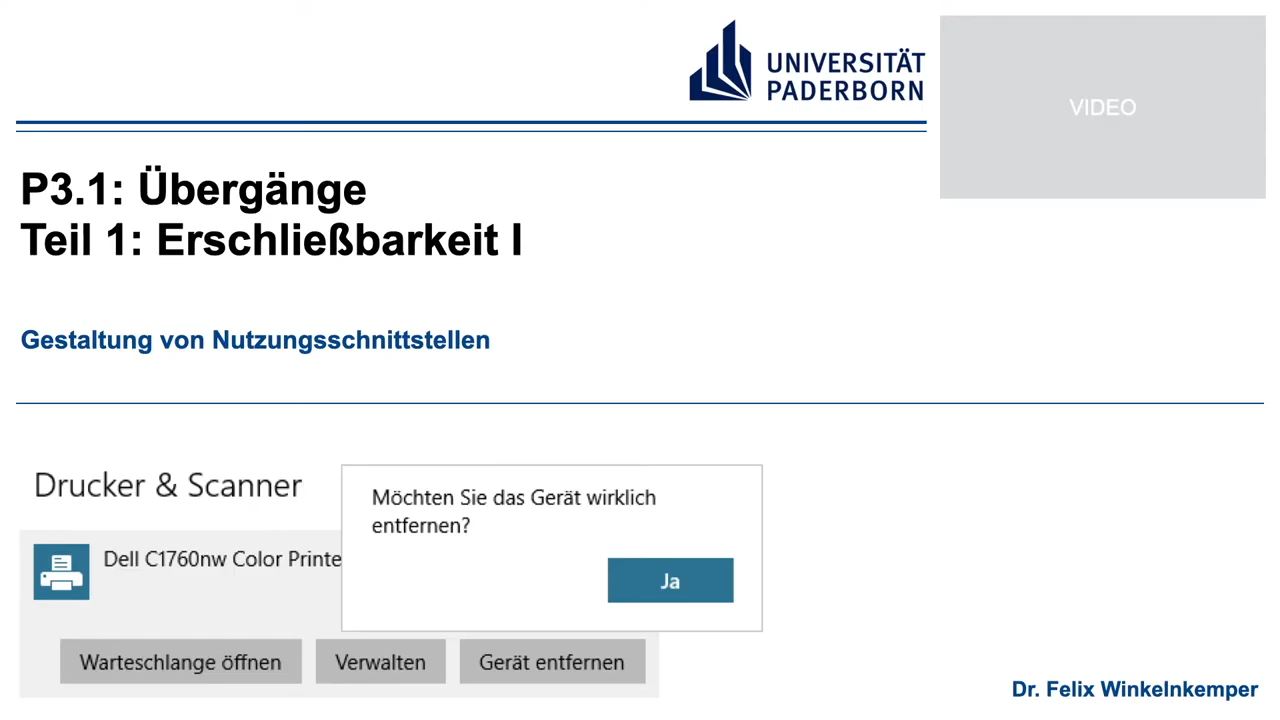 UNIVERSITÄT
PADERBORN
VIDEO
P3.1: Übergänge
Teil 1: Erschließbarkeit I
Gestaltung von Nutzungsschnittstellen
Drucker & Scanner
Dell C1760nw Color Printe
Möchten Sie das Gerät wirklich
entfernen?
Ja
Warteschlange öffnen
Verwalten
Gerät entfernen
Dr. Felix Winkelnkemper